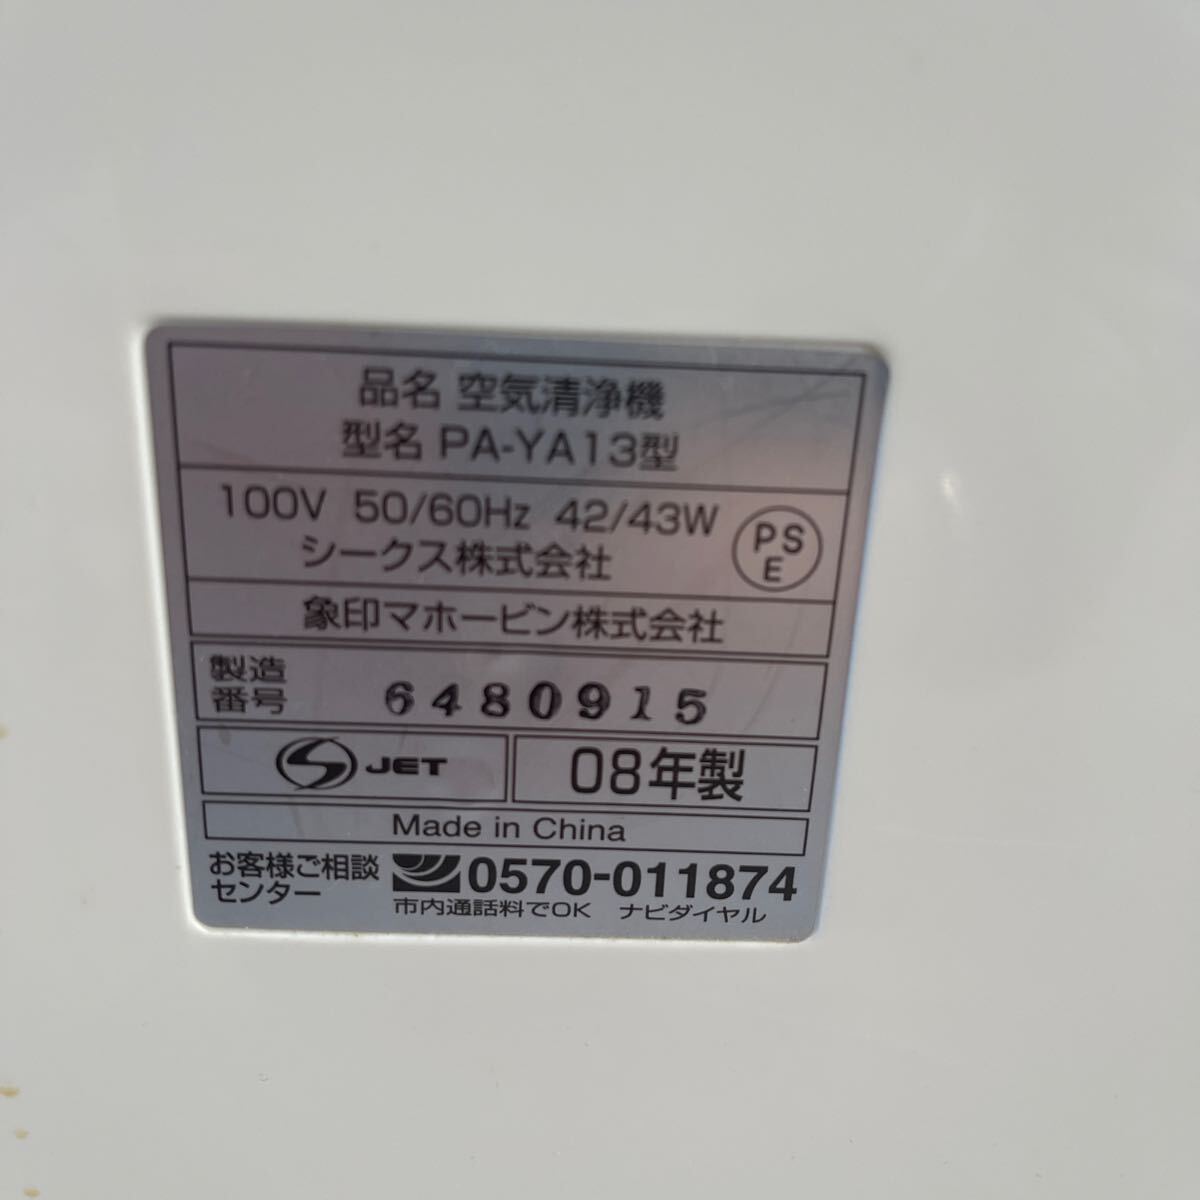 品名 空気清浄機
型名 PA-YA13型
100V 50/60Hz 42/43W
シークス株式会社
PS
E
象印マホービン株式会社
製造
番号
6480915
S JET
08年製
Made in China
お客様ご相談
センター
0570-011874
市内通話料でOK ナビダイヤル